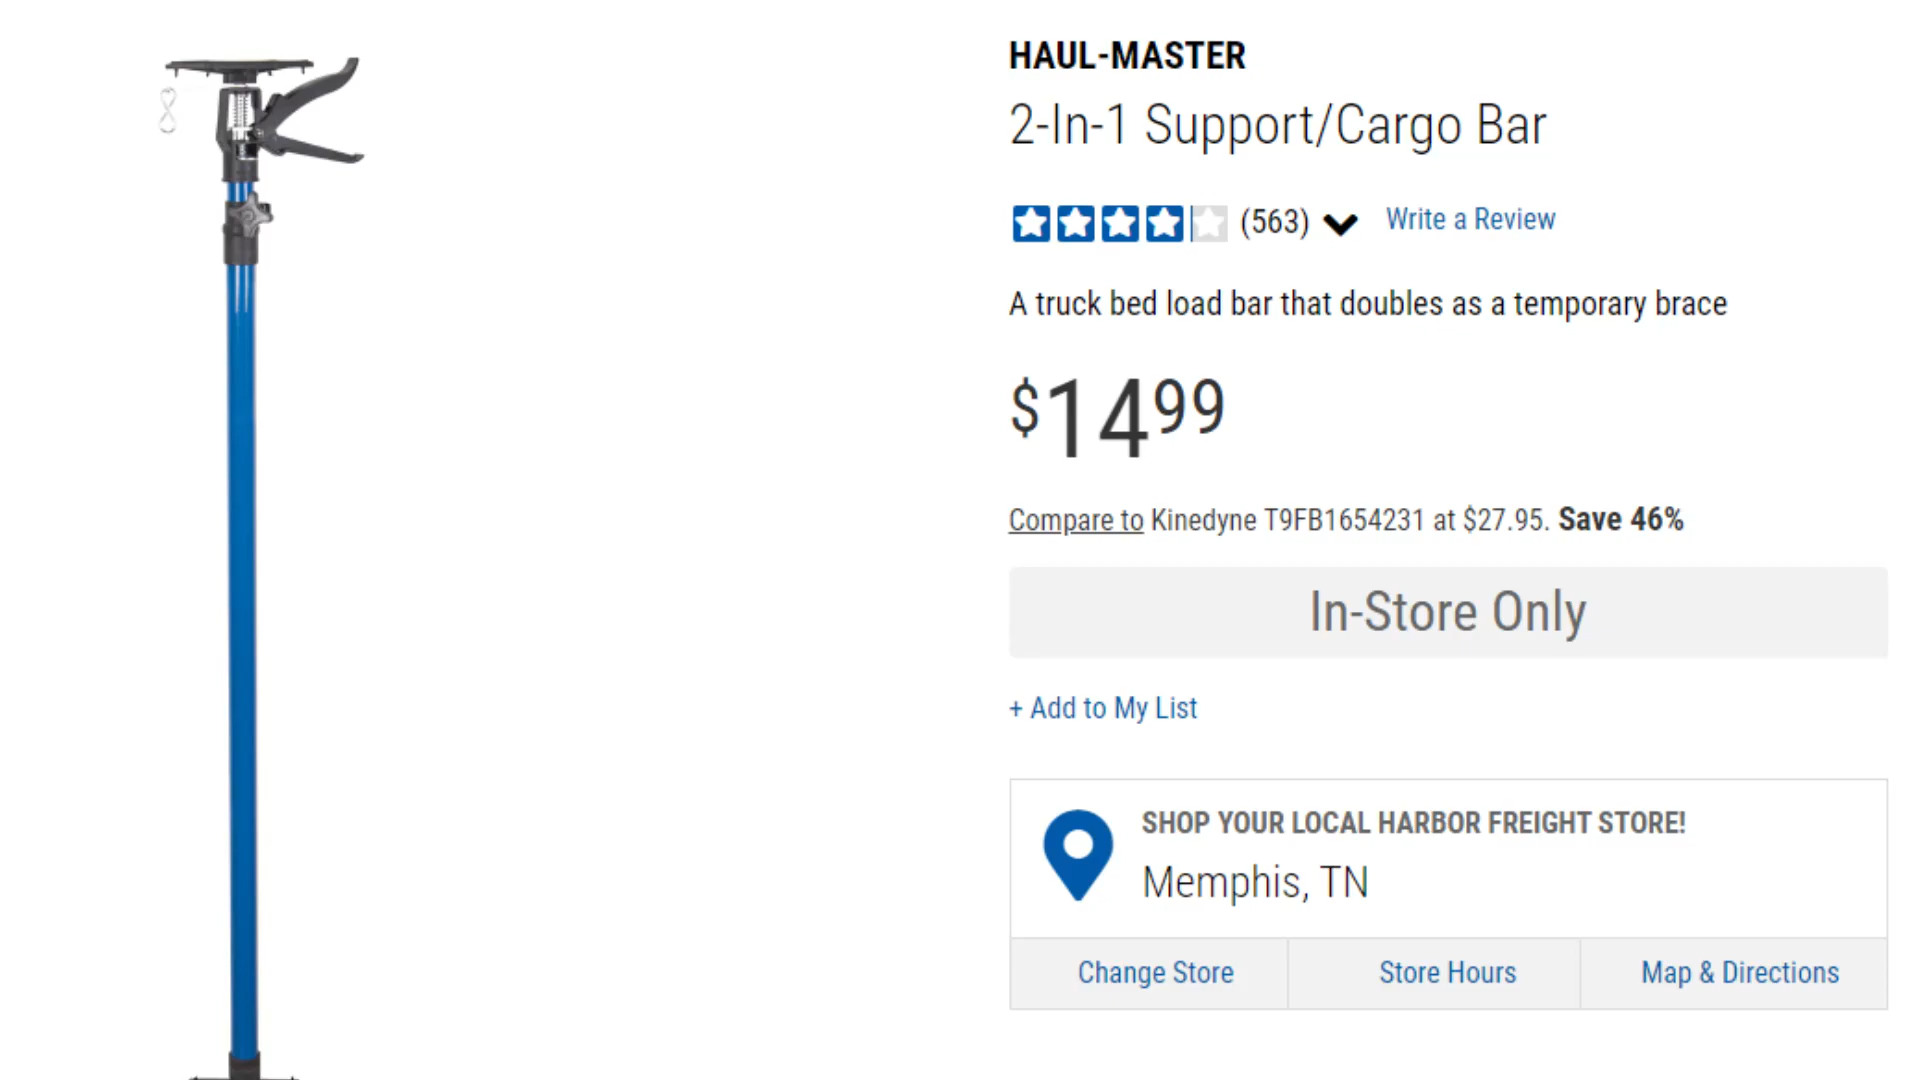 HAUL-MASTER
2-In-1 Support/Cargo Bar
(563) Write a Review
A truck bed load bar that doubles as a temporary brace
$1499
Compare to Kinedyne T9FB1654231 at $27.95. Save 46%
In-Store Only
+ Add to My List
SHOP YOUR LOCAL HARBOR FREIGHT STORE!
Memphis, TN
Change Store Store Hours Map & Directions